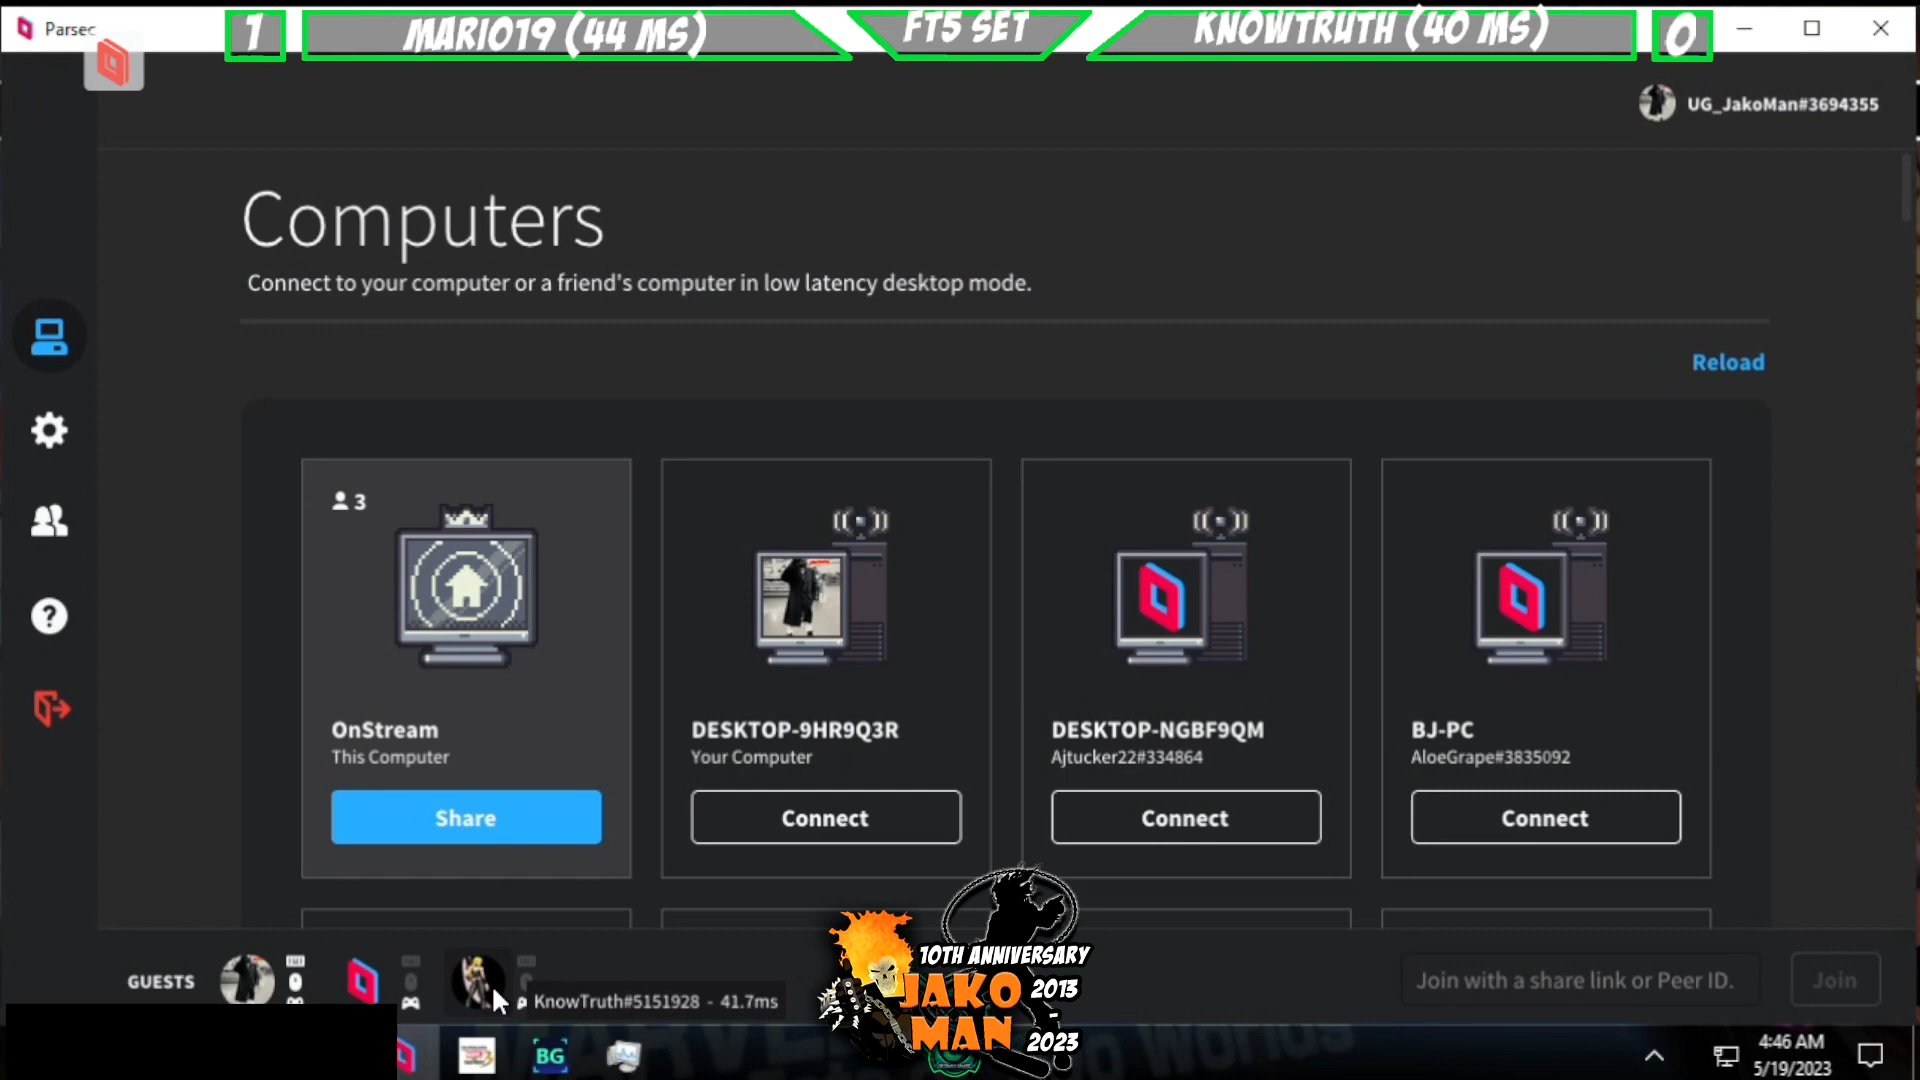 Parsec
1
MARIO19 (44 MS)
FT5 SET
KNOWTRUTH (40 MS)
0
UG_JakoMan#3694355
Computers
Connect to your computer or a friend's computer in low latency desktop mode.
Reload
3
OnStream
This Computer
Share
DESKTOP-9HR9Q3R
Your Computer
Connect
DESKTOP-NGBF9QM
Ajtucker22#334864
Connect
BJ-PC
AloeGrape#3835092
Connect
GUESTS
KnowTruth#5151928 - 41.7ms
10TH ANNIVERSARY
JAKO
MAN
2013
-
2023
Join with a share link or Peer ID.
Join
BG
4:46 AM
5/19/2023